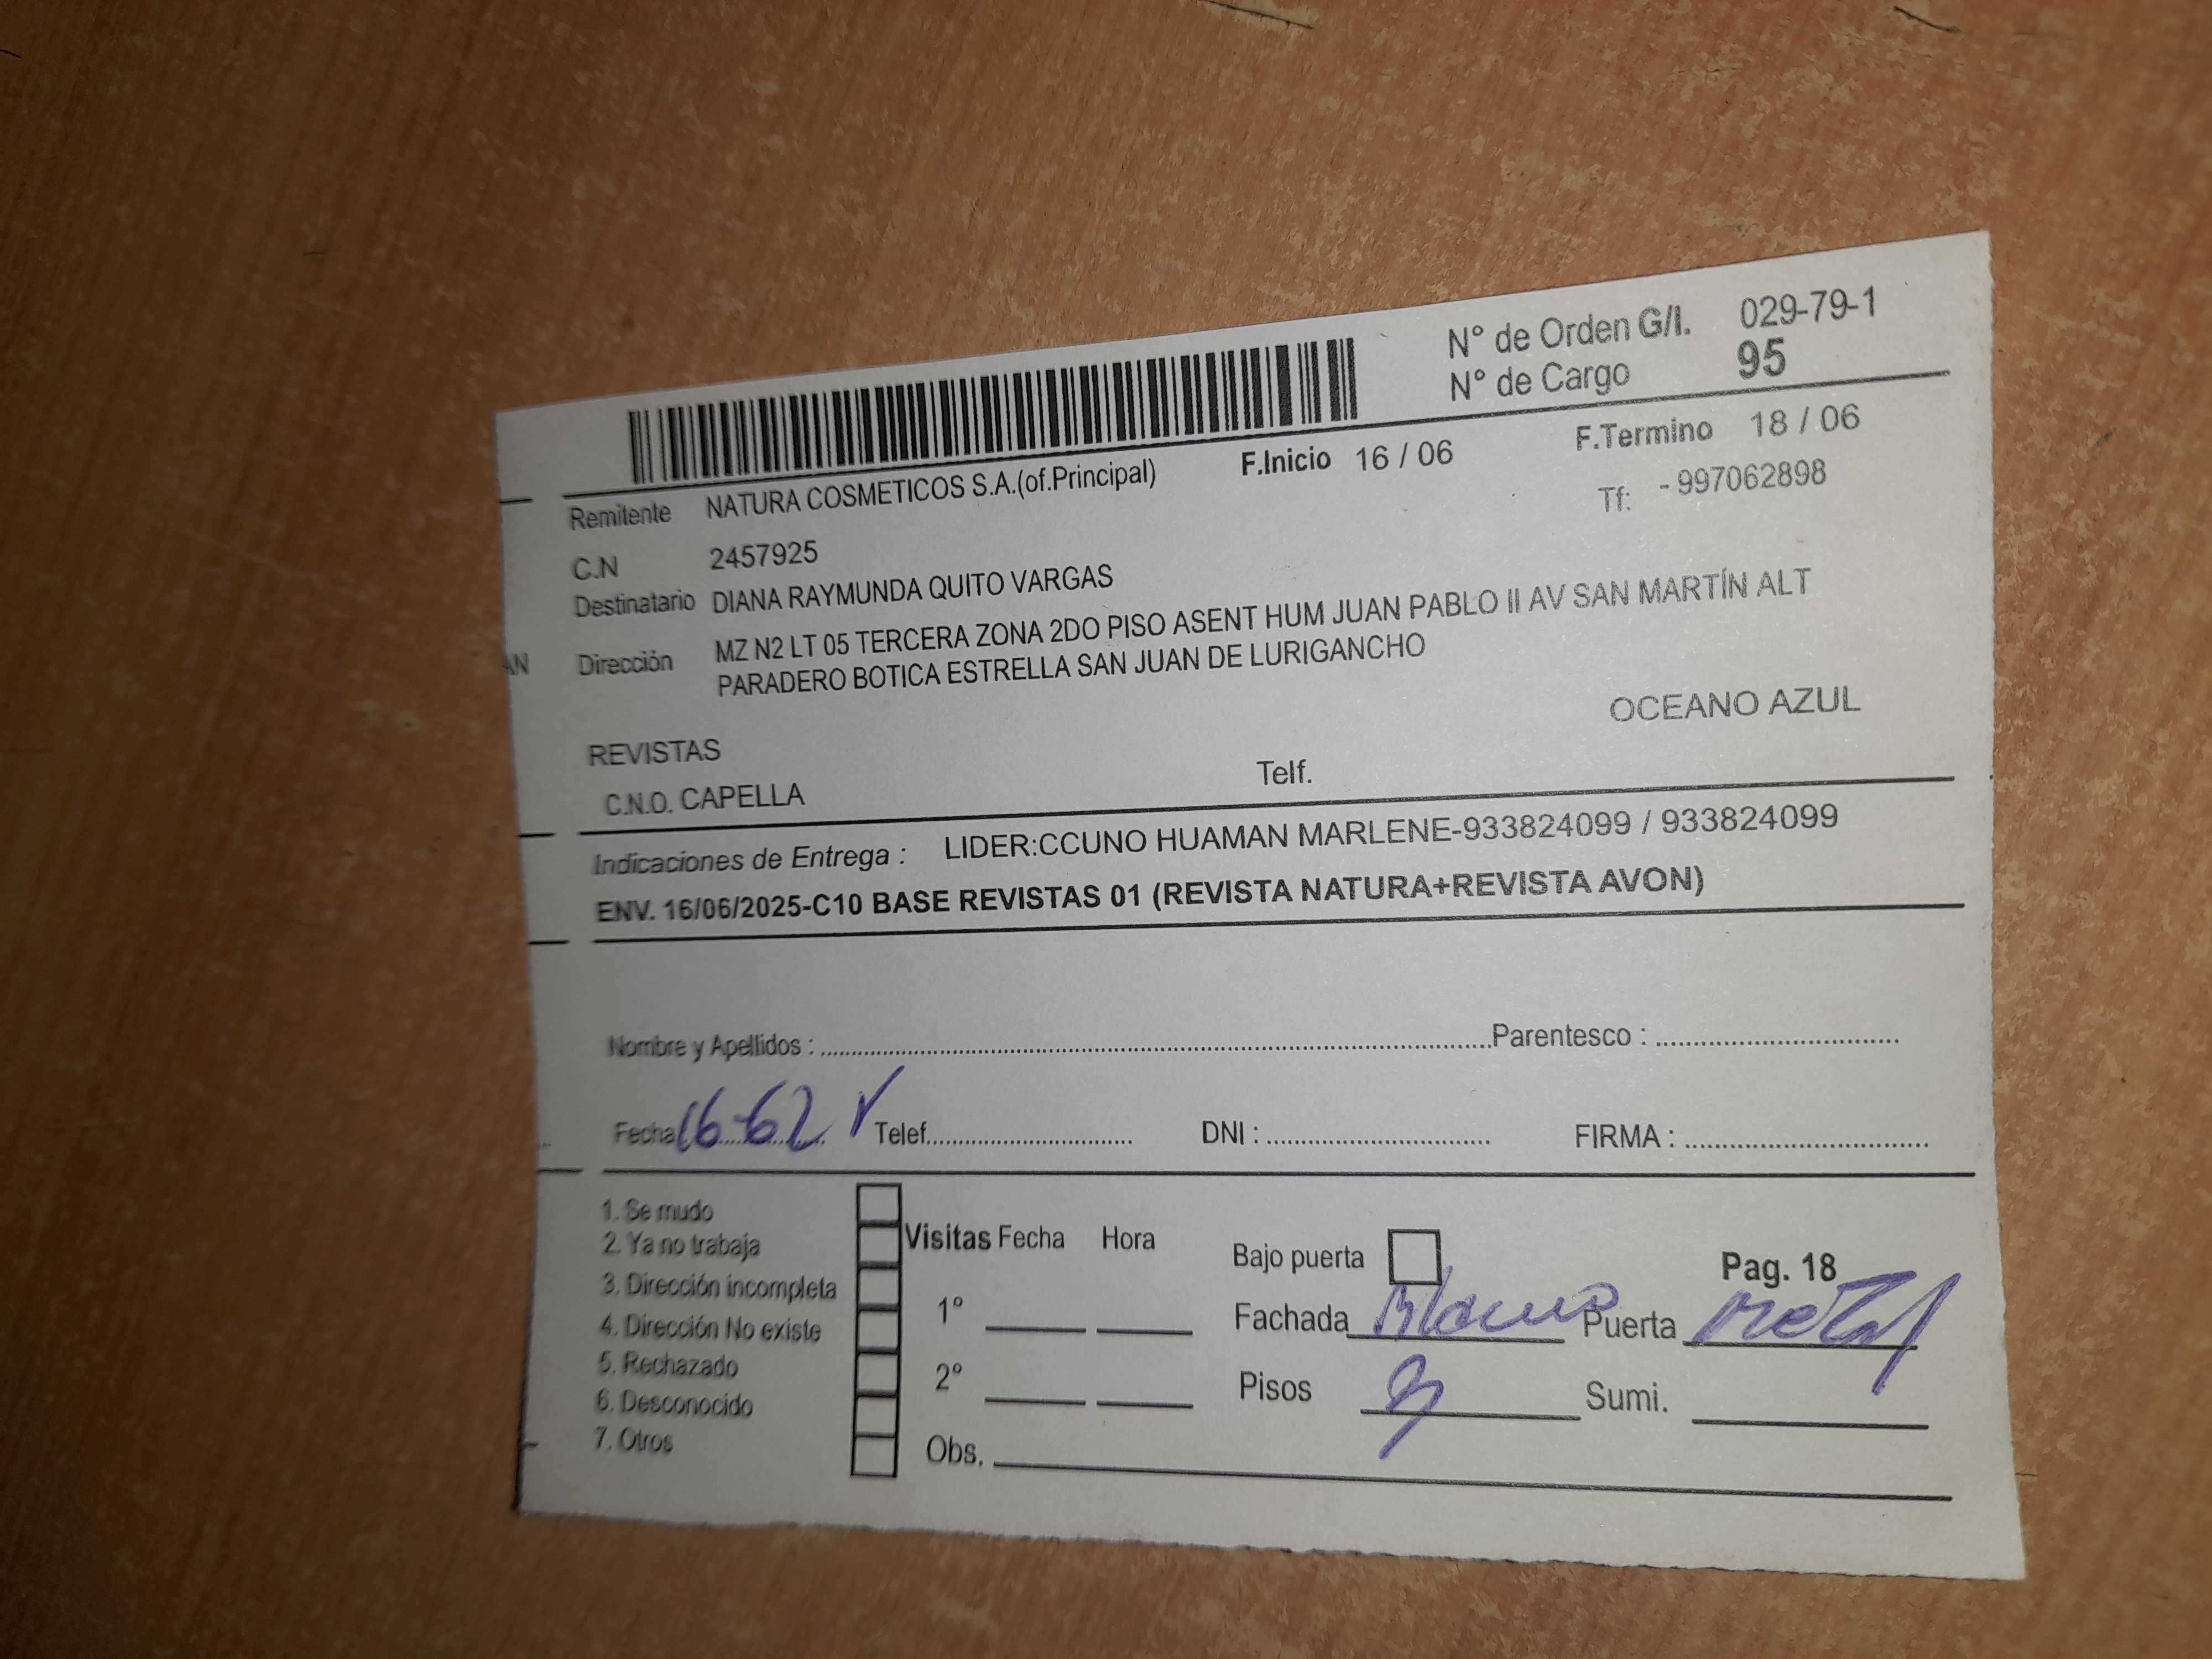 N° de Orden G/I. 029-79-1
N° de Cargo 95
F.Inicio 16 / 06 F.Termino 18 / 06
Remitente NATURA COSMETICOS S.A.(of.Principal) Tf: - 997062898
C.N 2457925
Destinatario DIANA RAYMUNDA QUITO VARGAS
AN Dirección MZ N2 LT 05 TERCERA ZONA 2DO PISO ASENT HUM JUAN PABLO II AV SAN MARTÍN ALT
PARADERO BOTICA ESTRELLA SAN JUAN DE LURIGANCHO
OCEANO AZUL
REVISTAS
C.N.O. CAPELLA Telf.
Indicaciones de Entrega : LIDER:CCUNO HUAMAN MARLENE-933824099 / 933824099
ENV. 16/06/2025-C10 BASE REVISTAS 01 (REVISTA NATURA+REVISTA AVON)
Nombre y Apellidos : Parentesco :
Fecha 16-62 Telef. DNI : FIRMA :
1. Se mudo
2. Ya no trabaja
3. Dirección incompleta
4. Dirección No existe
5. Rechazado
6. Desconocido
7. Otros
Visitas Fecha Hora
1°
2°
Obs.
Bajo puerta Pag. 18
Fachada Blanco Puerta metal
Pisos Sumi.